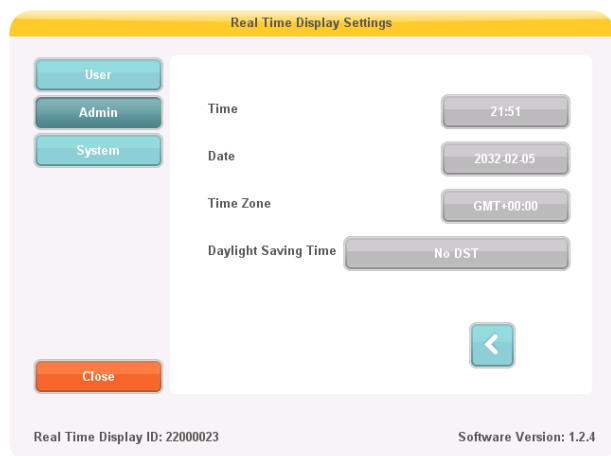 Real Time Display Settings
User
Admin
System
Time 21:51
Date 2032-02-05
Time Zone GMT+00:00
Daylight Saving Time No DST
Close
Real Time Display ID: 22000023 Software Version: 1.2.4